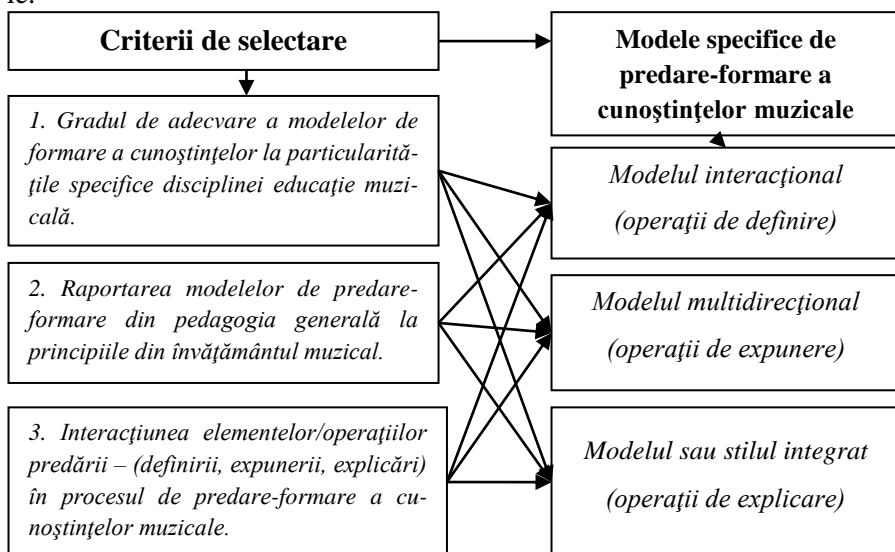 Criterii de selectare
Modele specifice de
predare-formare a
cunoştinţelor muzicale
1. Gradul de adecvare a modelelor de
formare a cunoştinţelor la particularită-
ţile specifice disciplinei educaţie muzi-
cală.
2. Raportarea modelelor de predare-
formare din pedagogia generală la
principiile din învăţământul muzical.
3. Interacţiunea elementelor/operaţiilor
predării – (definirii, expunerii, explicări)
în procesul de predare-formare a cu-
noştinţelor muzicale.
Modelul interacţional
(operaţii de definire)
Modelul multidirecţional
(operaţii de expunere)
Modelul sau stilul integrat
(operaţii de explicare)